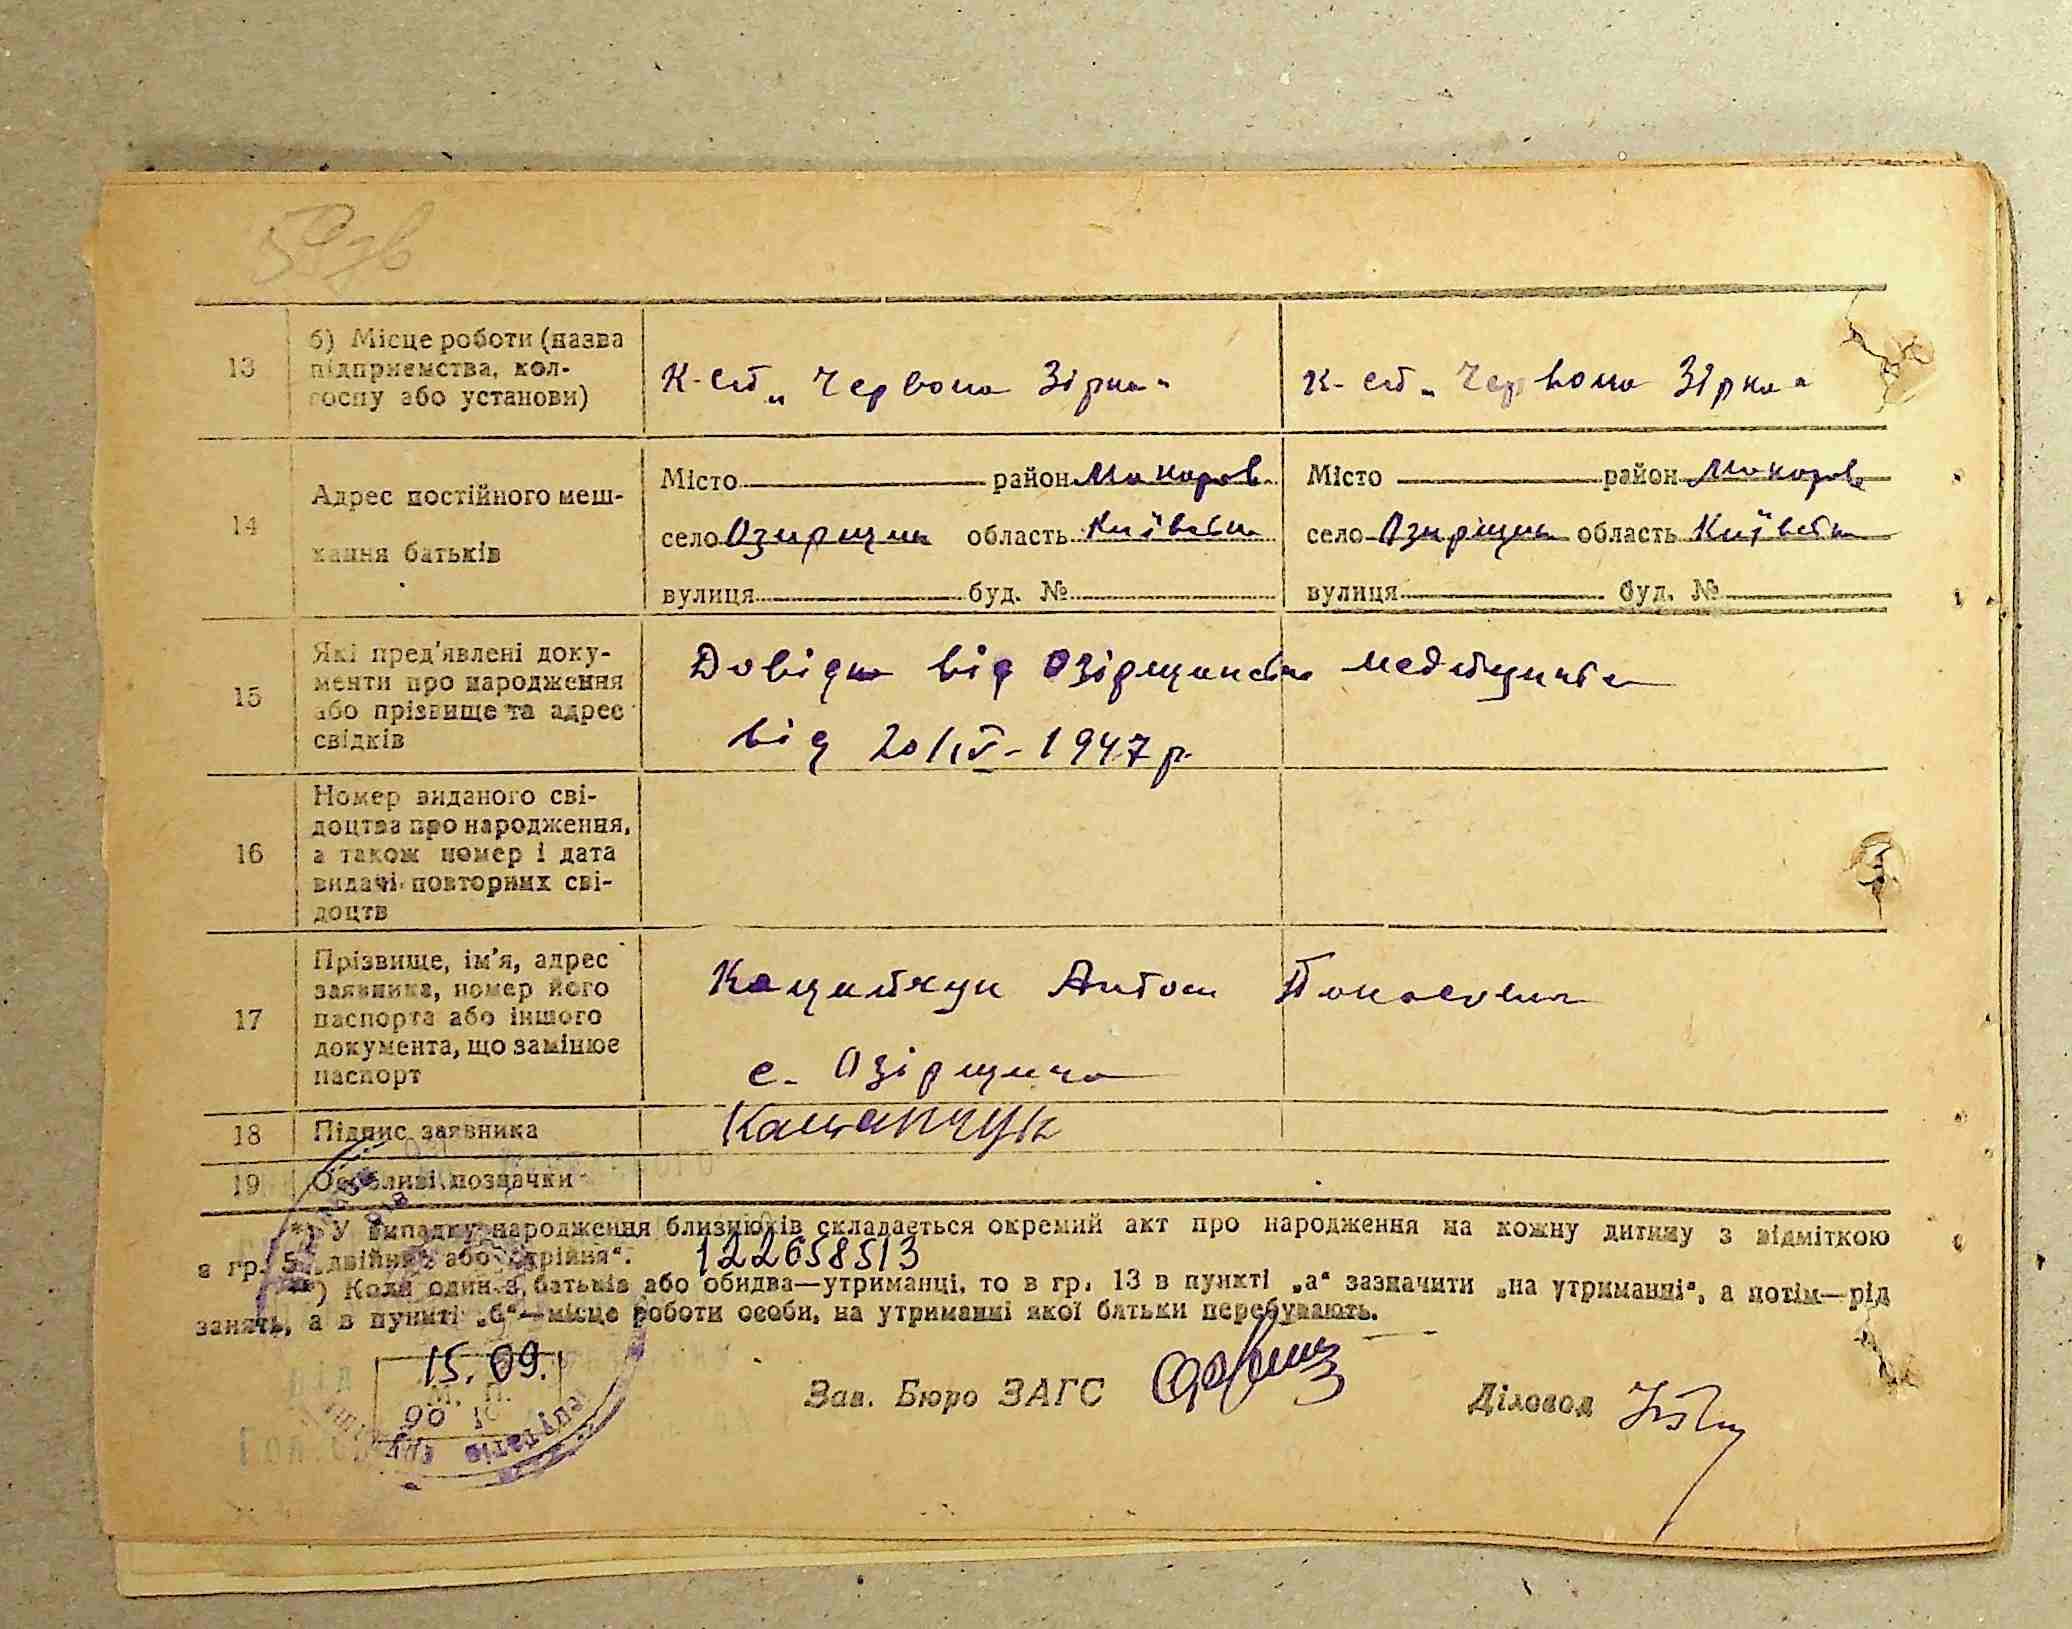 13
б) Місце роботи (назва
підприємства, кол-
госпу або установи)
К-сп „Червона Зірка"
К-сп „Червона Зірка"
14
Адрес постійного меш-
кання батьків
Місто район Макарів
село Озирщин область Київськ
вулиця буд. №
Місто район Макарів
село Озирщин область Київськ
вулиця буд. №
15
Які пред'явлені доку-
менти про народження
або прізвище та адрес
свідків
Довідка від Озірщинськ
від 20/IV-1947 р.
16
Номер виданого сві-
доцтва про народження,
а також номер і дата
видачі повторних сві-
доцтв
17
Прізвище, ім'я, адрес
заявника, номер його
паспорта або іншого
документа, що замінює
паспорт
Антон
с. Озірщина
18
Підпис заявника
19
Особливі позначки
*) У випадку народження близнюків складається окремий акт про народження на кожну дитину з відміткою
в гр. 5 „двійня" або „трійня".
122658513
**) Коли один з батьків або обидва—утриманці, то в гр. 13 в пункті „а" зазначити „на утриманні", а потім—рід
занять, а в пункті „б"—місце роботи особи, на утриманні якої батьки перебувають.
15.09.
М. П.
Зав. Бюро ЗАГС
Діловод